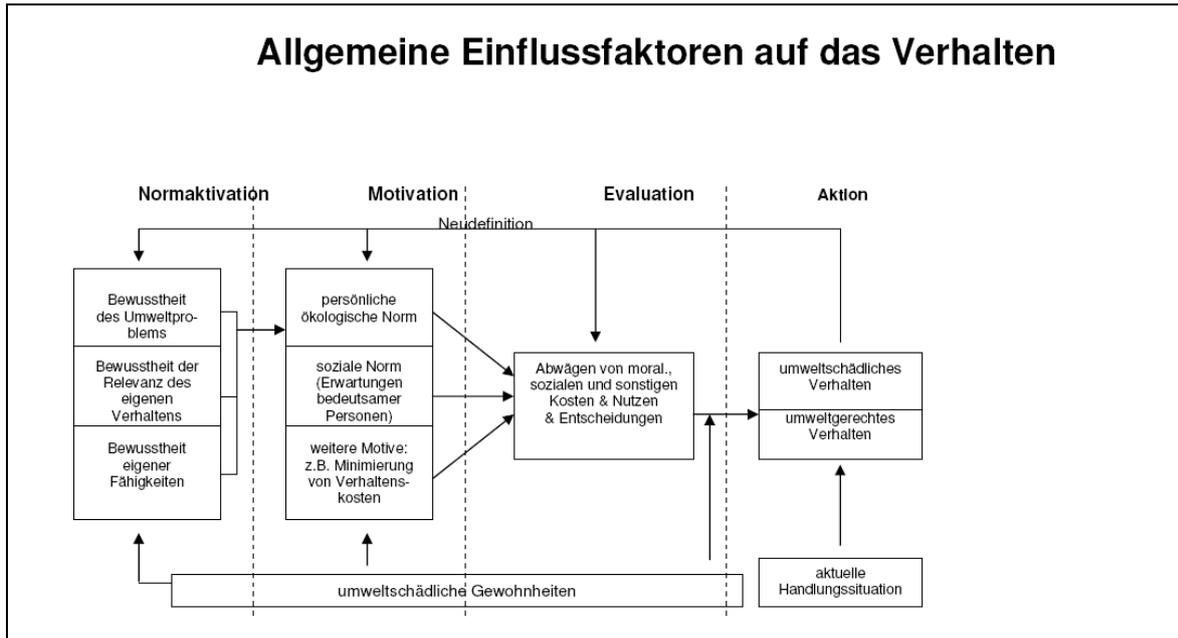 Allgemeine Einflussfaktoren auf das Verhalten
Normaktivation
Motivation
Evaluation
Aktion
Neudefinition
Bewusstheit
des Umweltpro-
blems
Bewusstheit der
Relevanz des
eigenen
Verhaltens
Bewusstheit
eigener
Fähigkeiten
persönliche
ökologische Norm
soziale Norm
(Erwartungen
bedeutsamer
Personen)
weitere Motive:
z.B. Minimierung
von Verhaltens-
kosten
Abwägen von moral.,
sozialen und sonstigen
Kosten & Nutzen
& Entscheidungen
umweltschädliches
Verhalten
umweltgerechtes
Verhalten
umweltschädliche Gewohnheiten
aktuelle
Handlungssituation